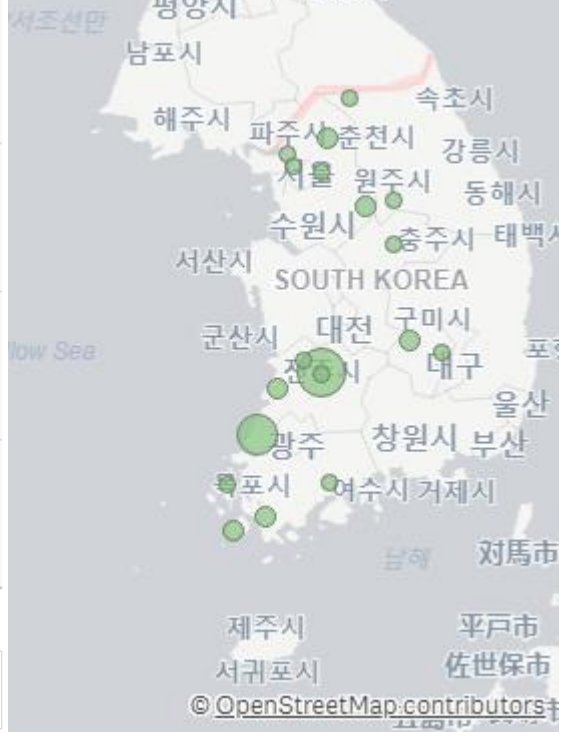 평양시
서조선만
남포시
속초시
해주시
파주시
춘천시
강릉시
서울
원주시
동해시
수원시
충주시
태백
서산시
SOUTH KOREA
구미시
군산시
대전
low Sea
대구
포항
시
울산
광주
창원시
부산
목포시
여수시
거제시
남해
対馬市
제주시
平戸市
서귀포시
佐世保市
© OpenStreetMap contributors